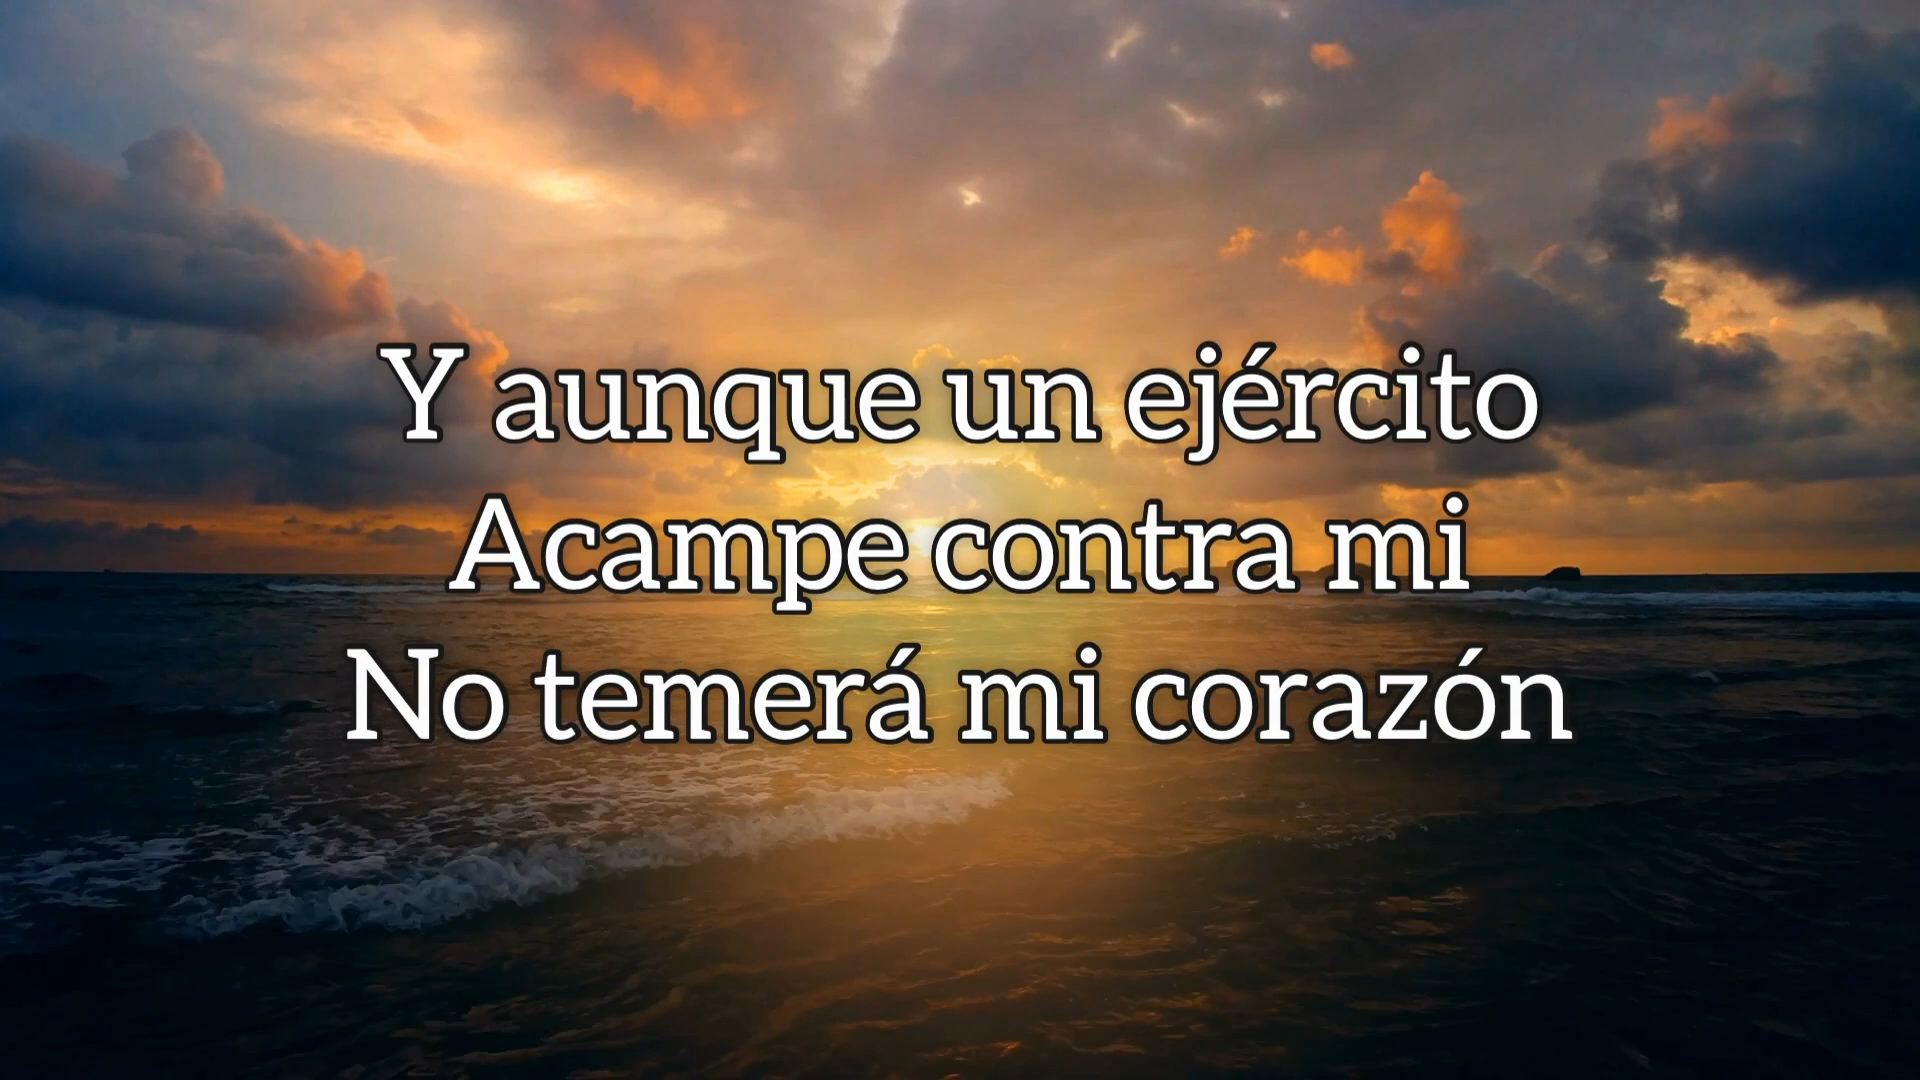 Y aunque un ejército
Acampe contra mi
No temerá mi corazón